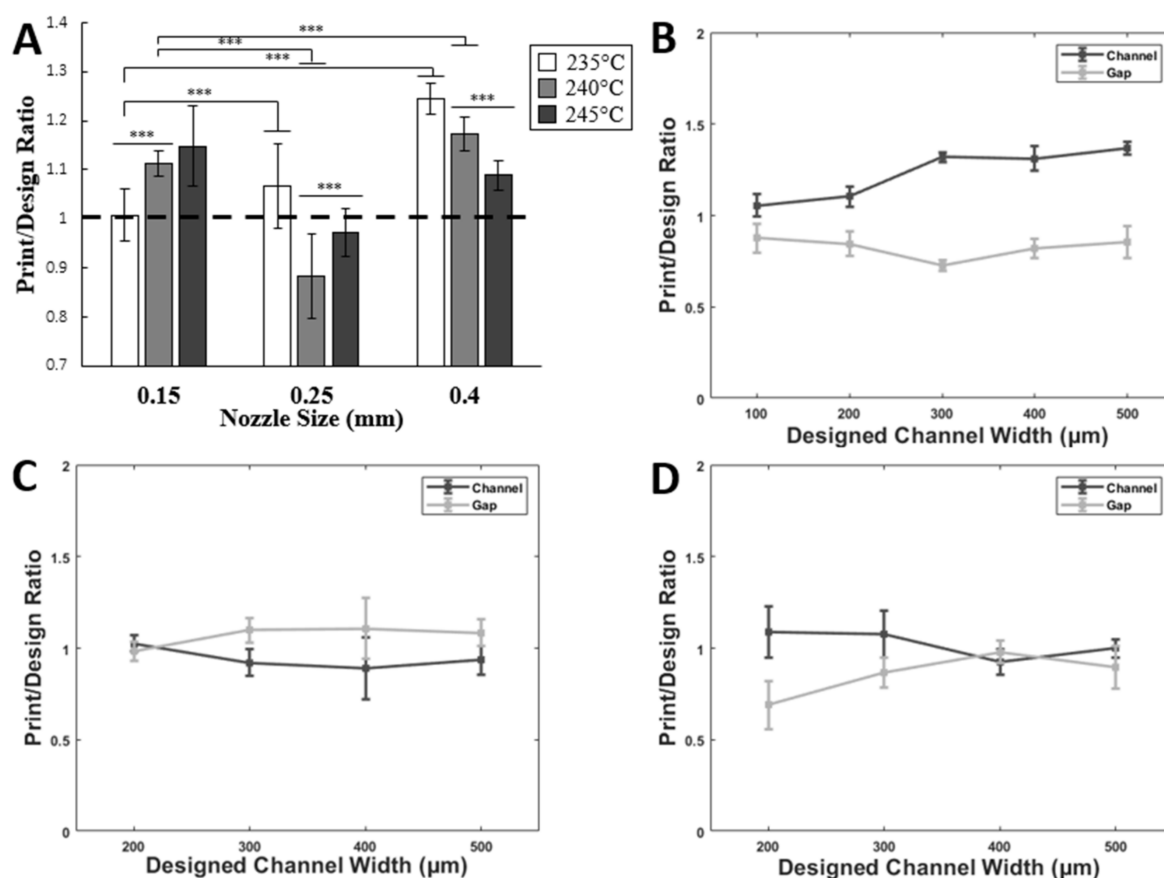 A
Print/Design Ratio
1.4
1.3
1.2
1.1
1
0.9
0.8
0.7
***
***
***
***
***
***
***
235°C
240°C
245°C
0.15
0.25
0.4
Nozzle Size (mm)
B
Print/Design Ratio
2
1.5
1
0.5
0
Channel
Gap
100
200
300
400
500
Designed Channel Width (µm)
C
Print/Design Ratio
2
1.5
1
0.5
0
Channel
Gap
200
300
400
500
Designed Channel Width (µm)
D
Print/Design Ratio
2
1.5
1
0.5
0
Channel
Gap
200
300
400
500
Designed Channel Width (µm)